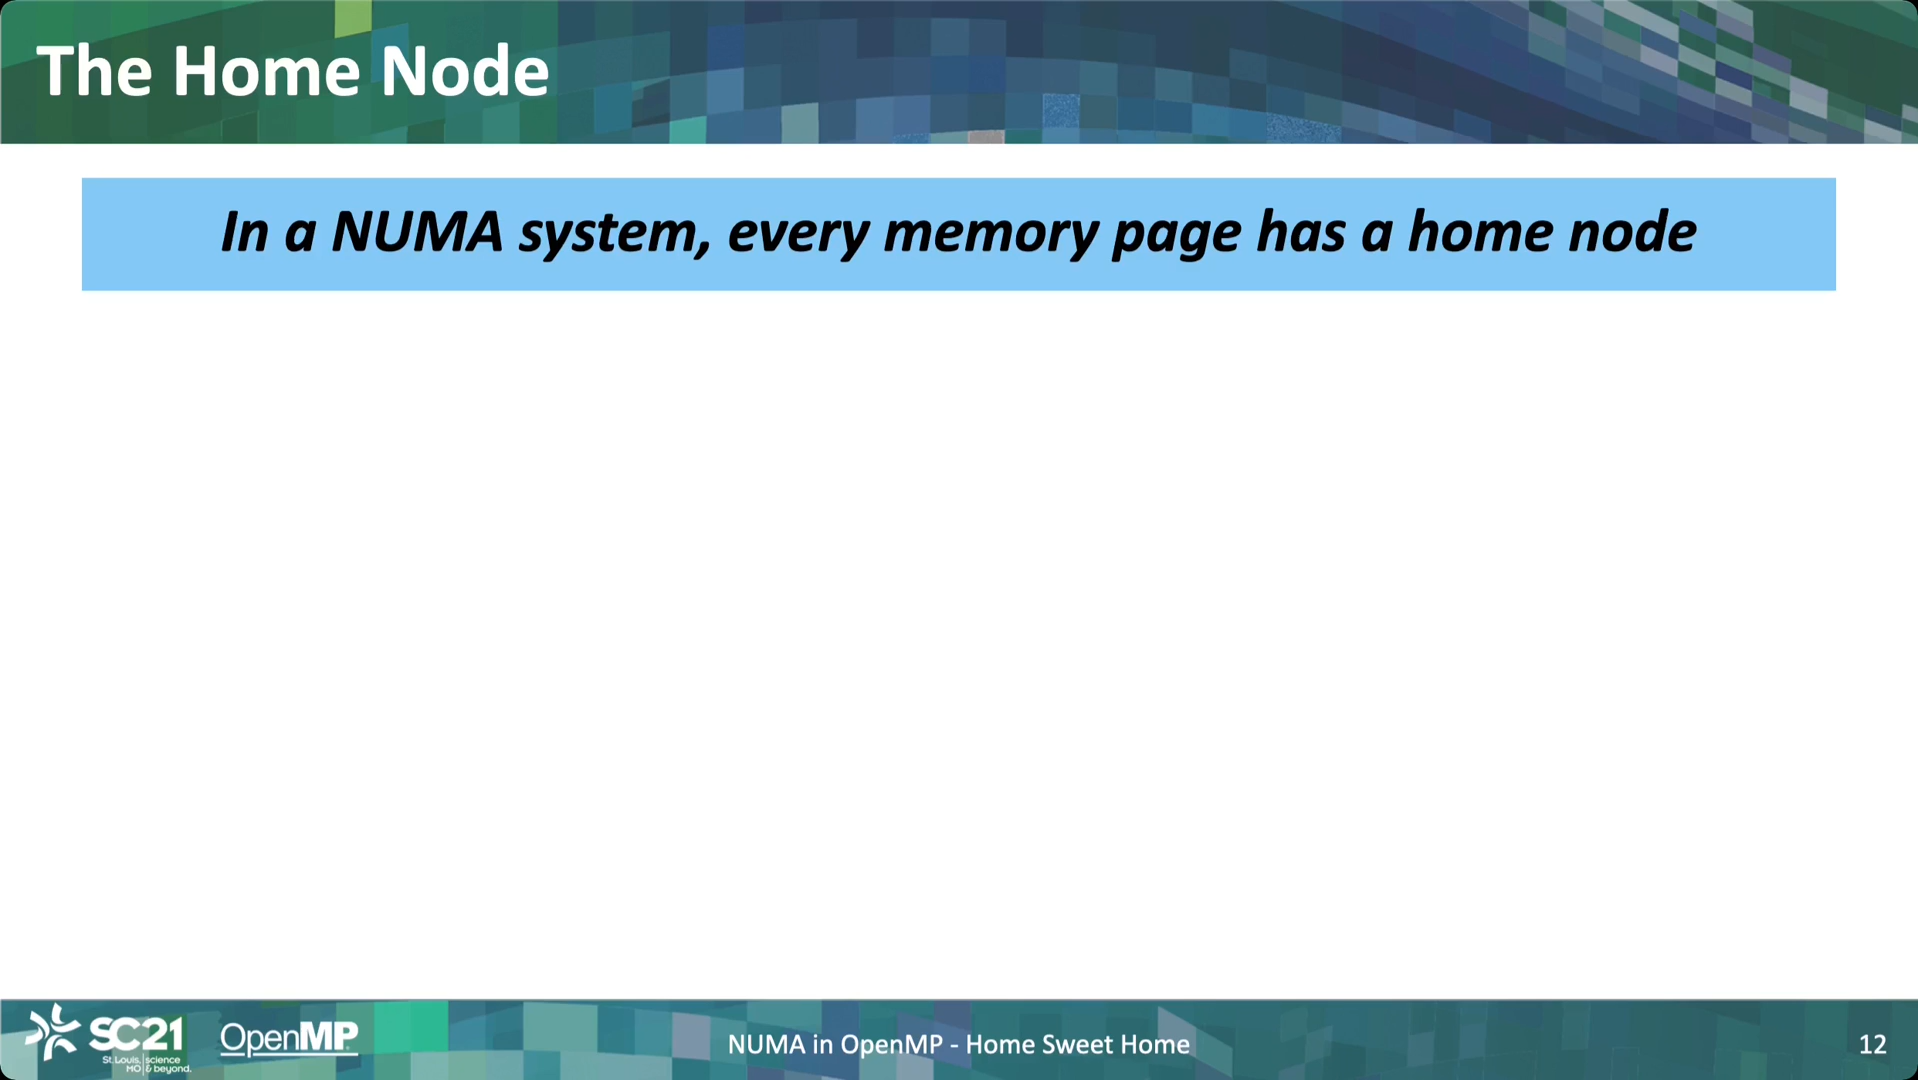 The Home Node
In a NUMA system, every memory page has a home node
SC21
St. Louis, science
MO & beyond.
OpenMP
NUMA in OpenMP - Home Sweet Home
12